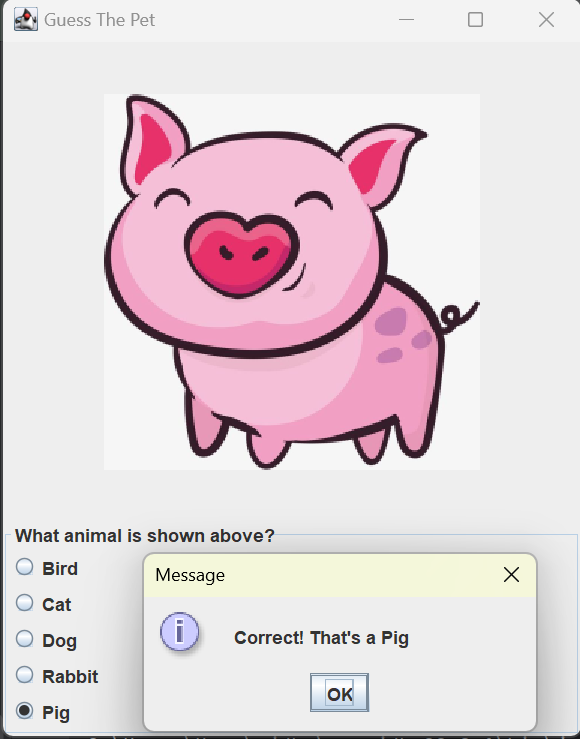 Guess The Pet
What animal is shown above?
Bird
Cat
Dog
Rabbit
Pig
Message
Correct! That's a Pig
OK